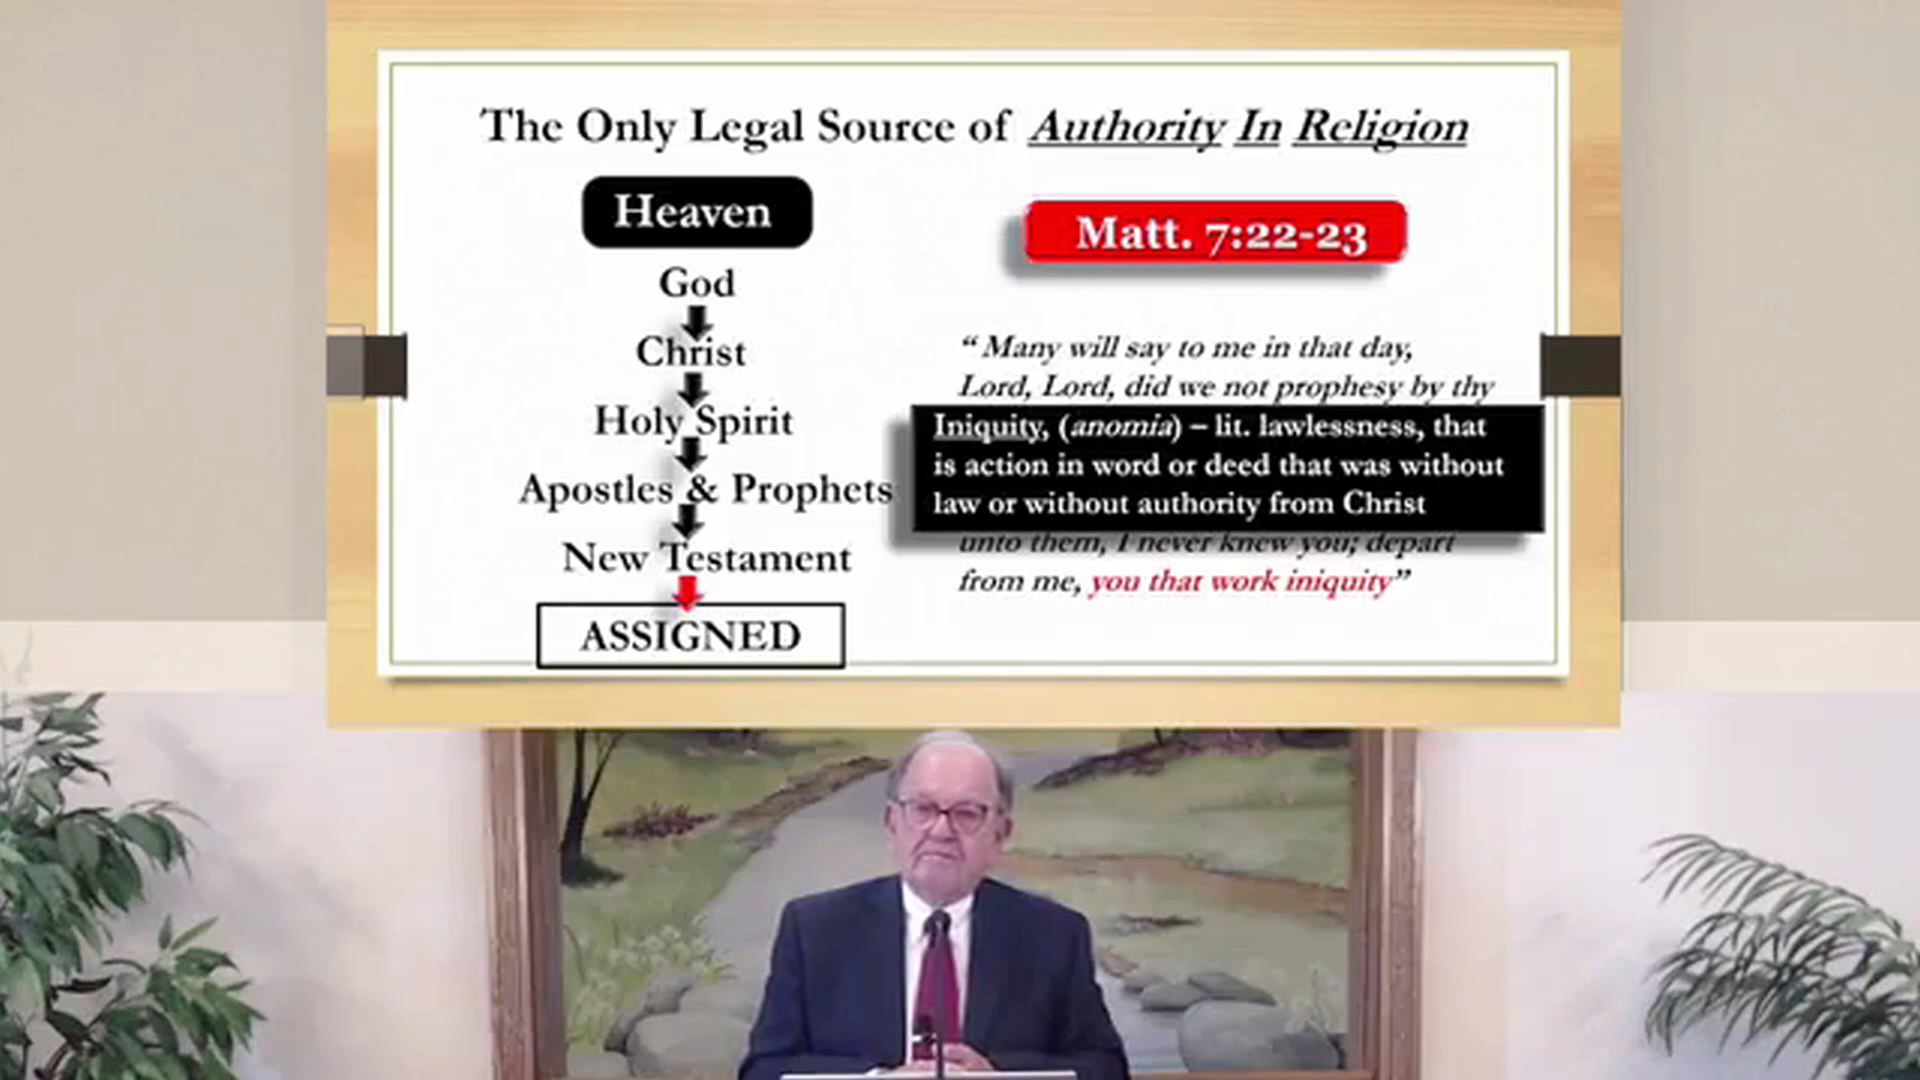 The Only Legal Source of Authority In Religion
Heaven
God
Christ
Holy Spirit
Apostles & Prophets
New Testament
ASSIGNED
Matt. 7:22-23
“ Many will say to me in that day,
Lord, Lord, did we not prophesy by thy
Iniquity, (anomia) – lit. lawlessness, that
is action in word or deed that was without
law or without authority from Christ
unto them, I never knew you; depart
from me, you that work iniquity”